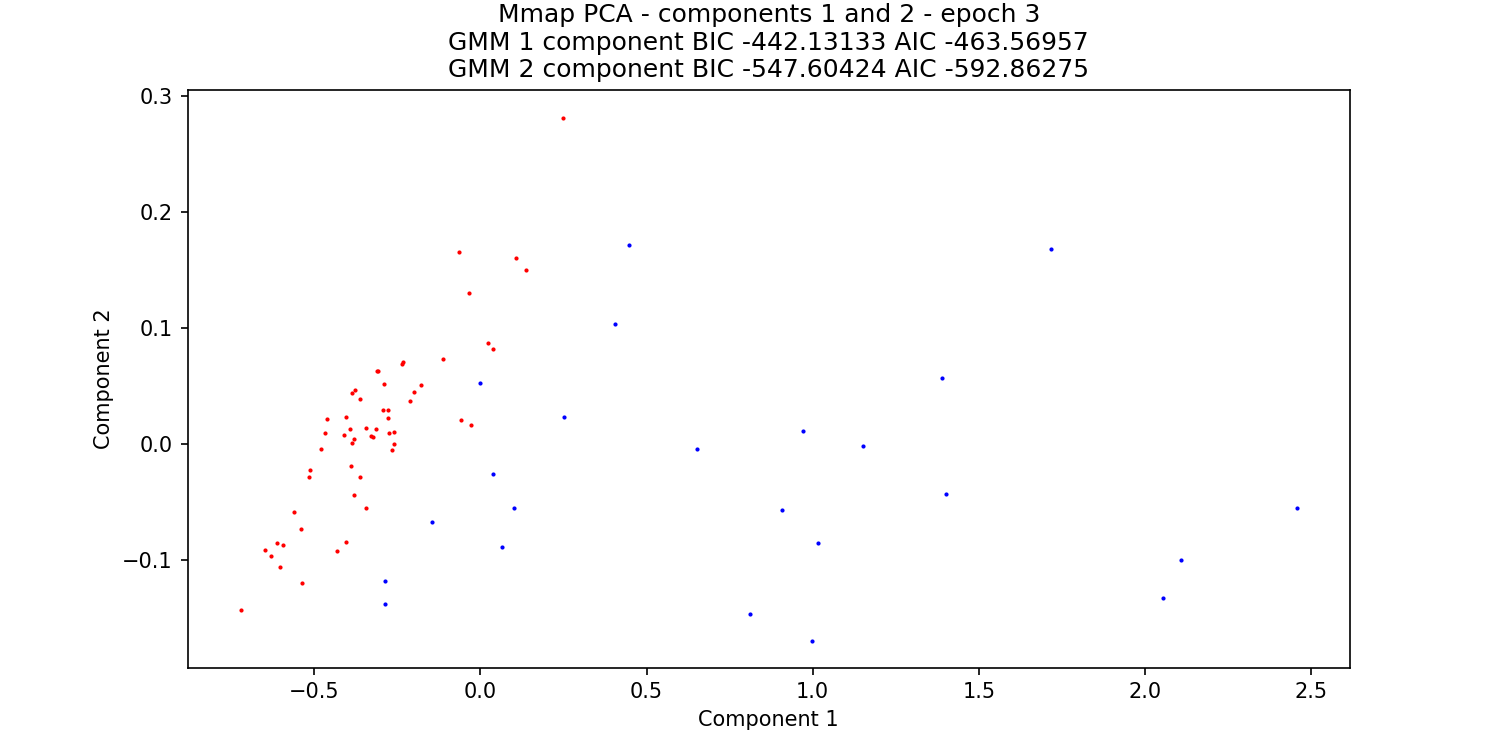 Mmap PCA - components 1 and 2 - epoch 3
GMM 1 component BIC -442.13133 AIC -463.56957
GMM 2 component BIC -547.60424 AIC -592.86275
0.3
0.2
0.1
0.0
−0.1
Component 2
−0.5
0.0
0.5
1.0
1.5
2.0
2.5
Component 1